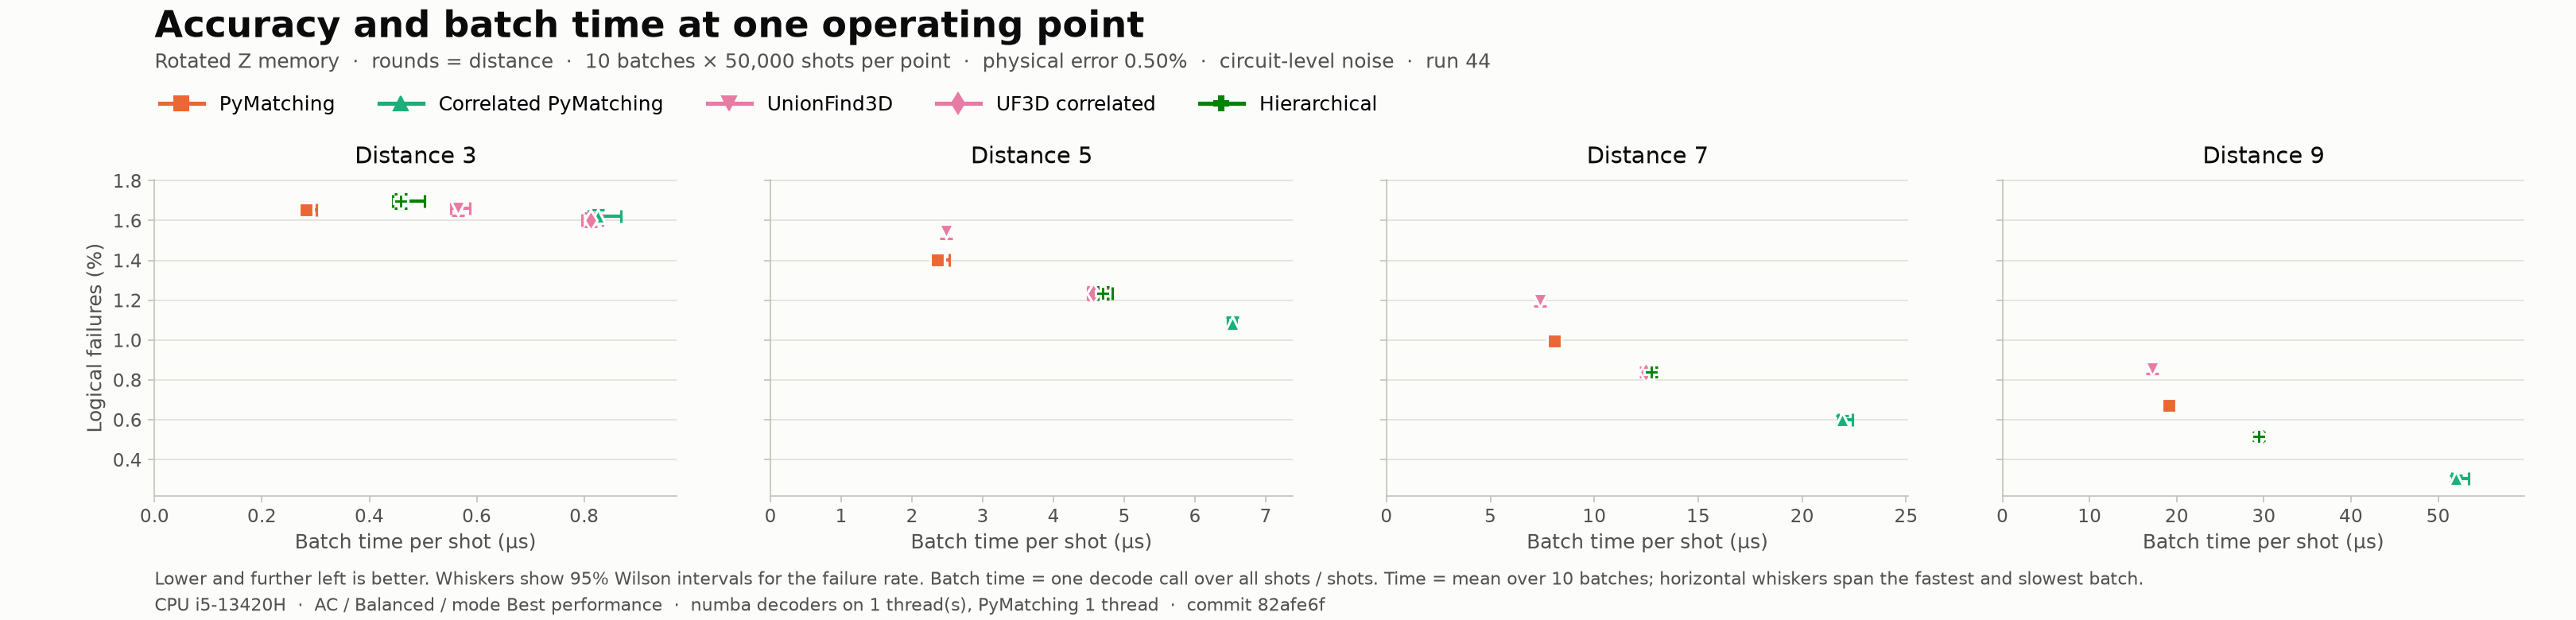 Accuracy and batch time at one operating point
Rotated Z memory · rounds = distance · 10 batches × 50,000 shots per point · physical error 0.50% · circuit-level noise · run 44
PyMatching Correlated PyMatching UnionFind3D UF3D correlated Hierarchical
Distance 3 Distance 5 Distance 7 Distance 9
Logical failures (%)
1.8
1.6
1.4
1.2
1.0
0.8
0.6
0.4
0.0 0.2 0.4 0.6 0.8
0 1 2 3 4 5 6 7
0 5 10 15 20 25
0 10 20 30 40 50
Batch time per shot (µs) Batch time per shot (µs) Batch time per shot (µs) Batch time per shot (µs)
Lower and further left is better. Whiskers show 95% Wilson intervals for the failure rate. Batch time = one decode call over all shots / shots. Time = mean over 10 batches; horizontal whiskers span the fastest and slowest batch.
CPU i5-13420H · AC / Balanced / mode Best performance · numba decoders on 1 thread(s), PyMatching 1 thread · commit 82afe6f